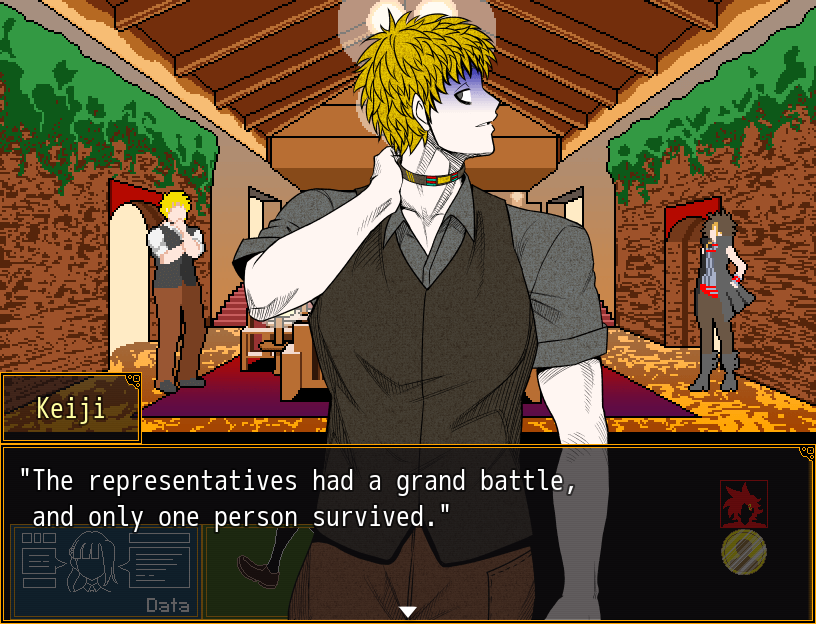 Keiji
"The representatives had a grand battle,
and only one person survived."
Data